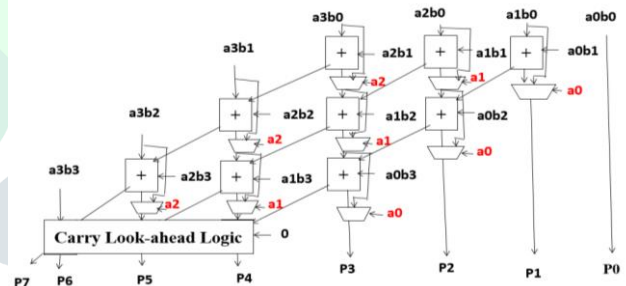 a3b0 a2b0 a1b0 a0b0
a3b1 + a2b1 + a1b1 + a0b1
a2 a1 a0
a3b2 + a2b2 + a1b2 + a0b2
a2 a1 a0
a3b3 + a2b3 + a1b3 + a0b3
a2 a1 a0
Carry Look-ahead Logic 0
P7 P6 P5 P4 P3 P2 P1 P0